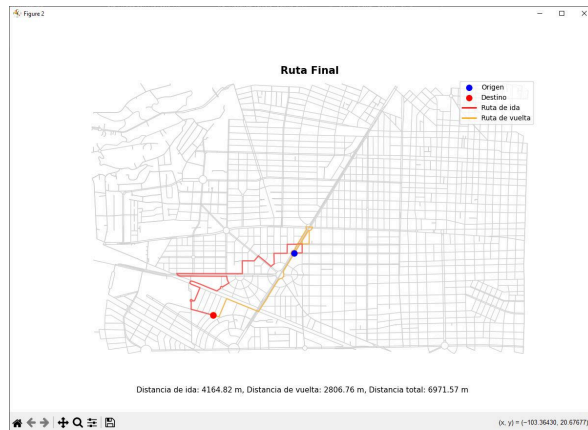 Figure 2
Ruta Final
Origen
Destino
Ruta de ida
Ruta de vuelta
Distancia de ida: 4164.82 m, Distancia de vuelta: 2806.76 m, Distancia total: 6971.57 m
(x, y) = (−103.36430, 20.67677)